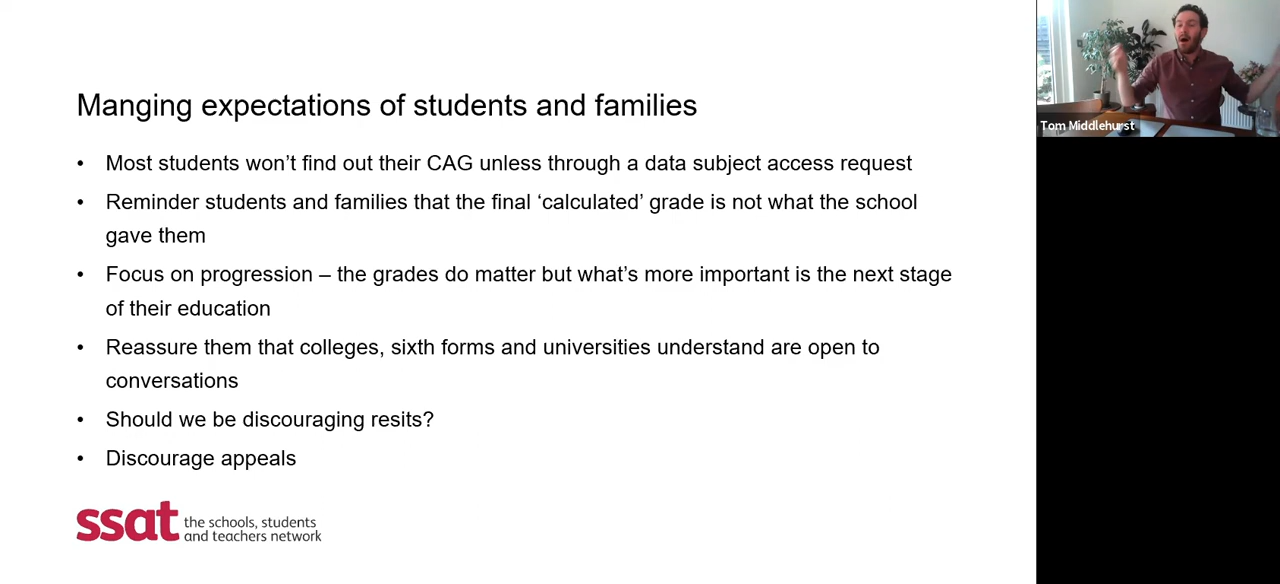 Manging expectations of students and families
• Most students won’t find out their CAG unless through a data subject access request
• Reminder students and families that the final ‘calculated’ grade is not what the school
gave them
• Focus on progression – the grades do matter but what’s more important is the next stage
of their education
• Reassure them that colleges, sixth forms and universities understand are open to
conversations
• Should we be discouraging resits?
• Discourage appeals
ssat the schools, students
and teachers network
Tom Middlehurst